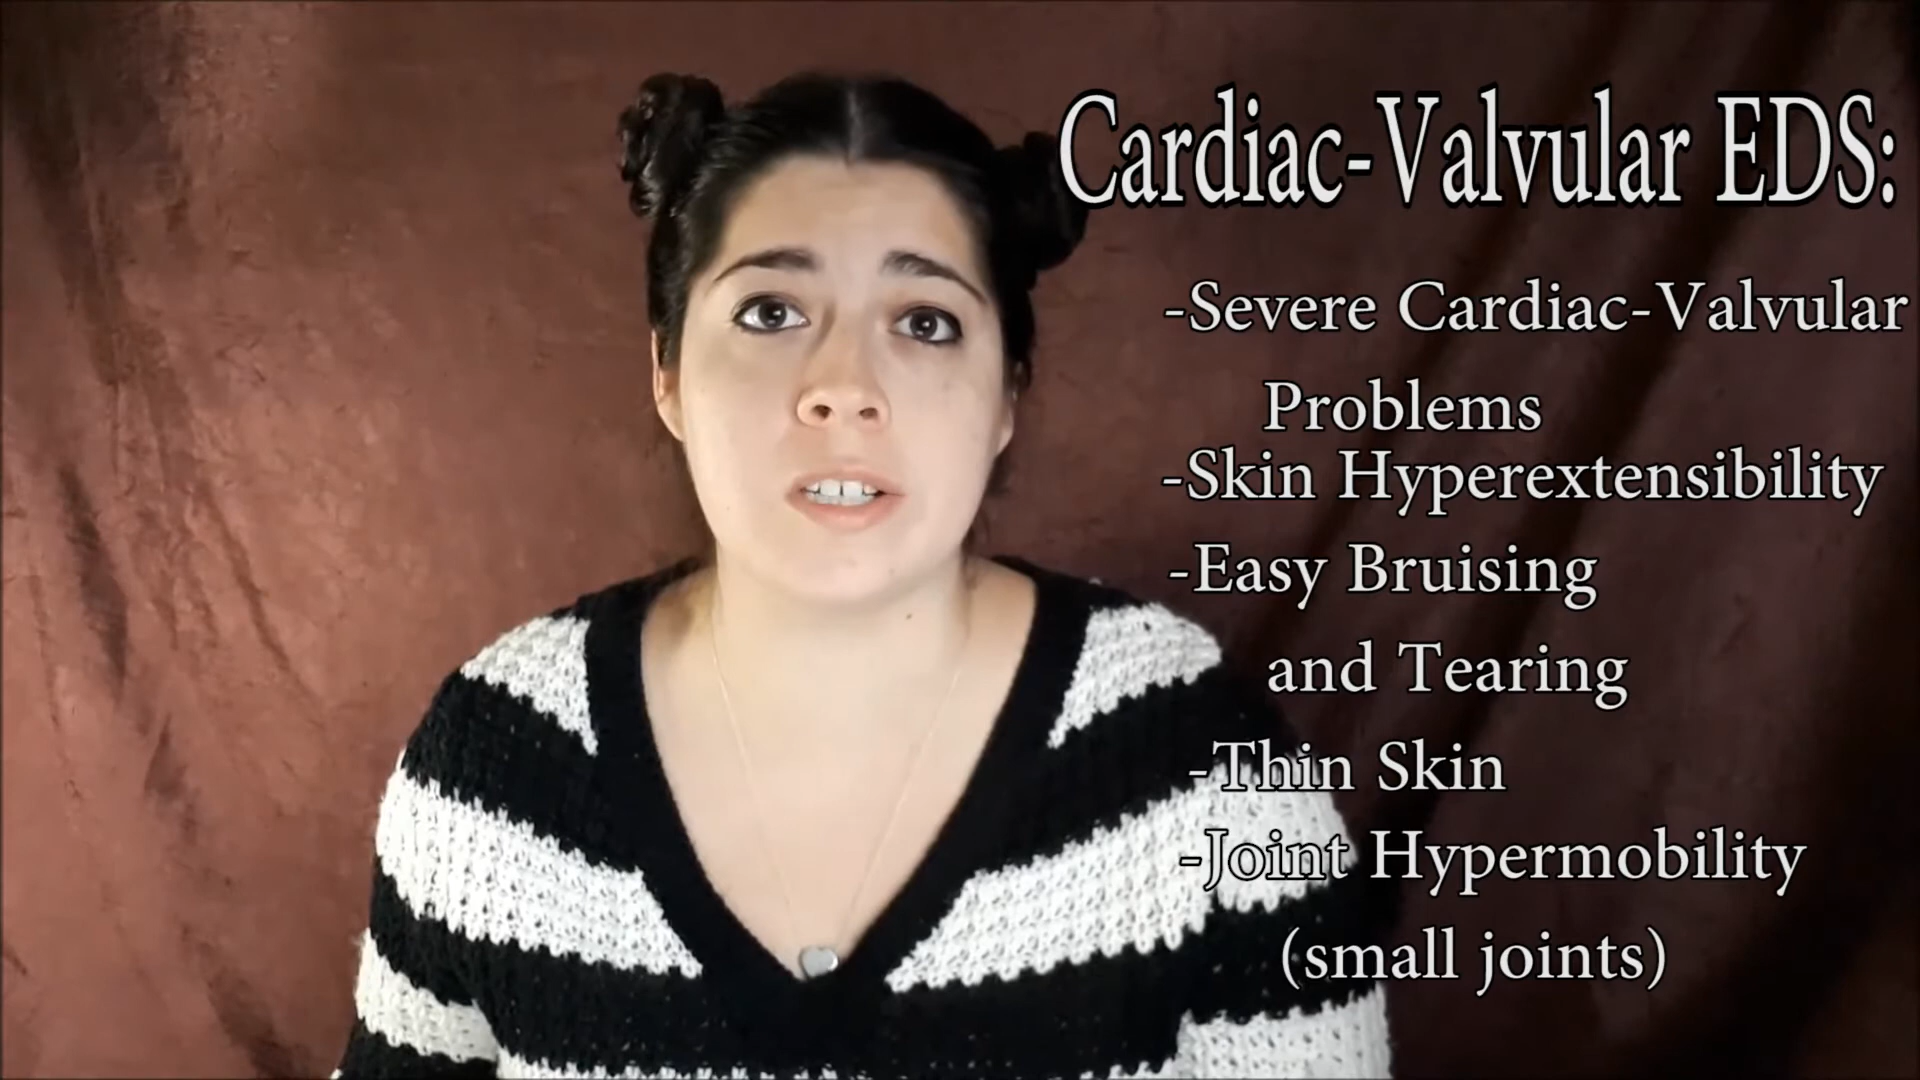 Cardiac-Valvular EDS:
-Severe Cardiac-Valvular
Problems
-Skin Hyperextensibility
-Easy Bruising
and Tearing
-Thin Skin
-Joint Hypermobility
(small joints)